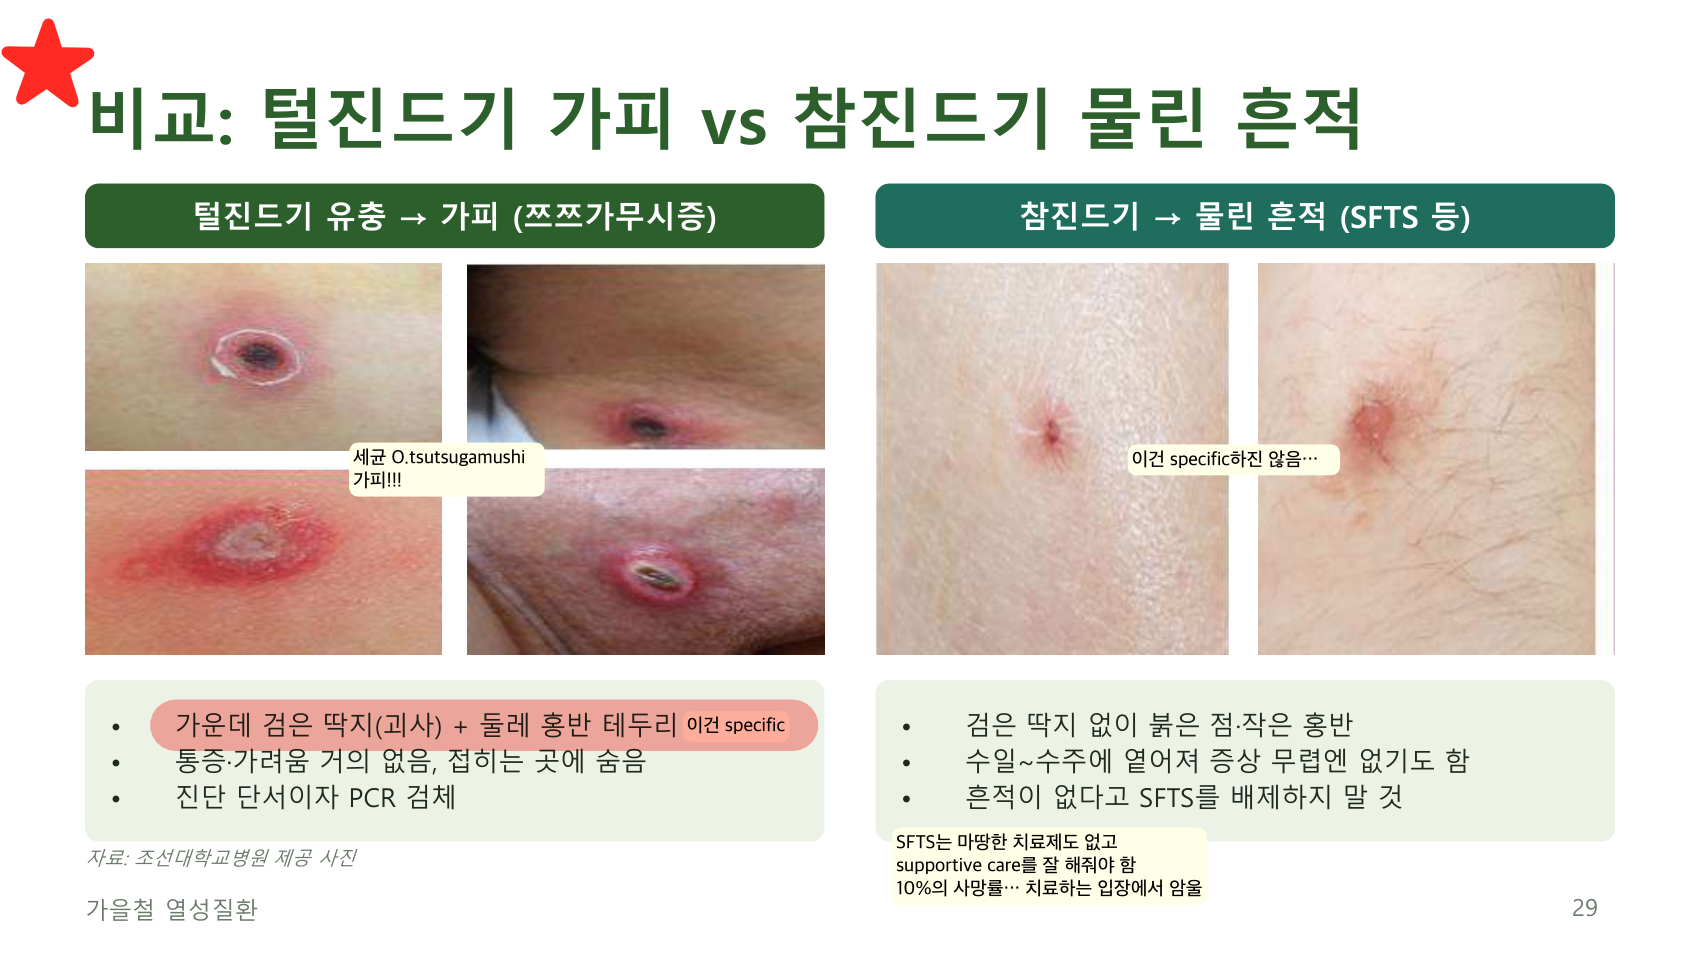 비교: 털진드기 가피 vs 참진드기 물린 흔적
털진드기 유충 → 가피 (쯔쯔가무시증)
세균 O.tsutsugamushi
가피!!!
• 가운데 검은 딱지(괴사) + 둘레 홍반 테두리 이건 specific
• 통증·가려움 거의 없음, 접히는 곳에 숨음
• 진단 단서이자 PCR 검체
자료: 조선대학교병원 제공 사진
참진드기 → 물린 흔적 (SFTS 등)
이건 specific하진 않음…
• 검은 딱지 없이 붉은 점·작은 홍반
• 수일~수주에 옅어져 증상 무렵엔 없기도 함
• 흔적이 없다고 SFTS를 배제하지 말 것
SFTS는 마땅한 치료제도 없고
supportive care를 잘 해줘야 함
10%의 사망률… 치료하는 입장에서 암울
가을철 열성질환
29